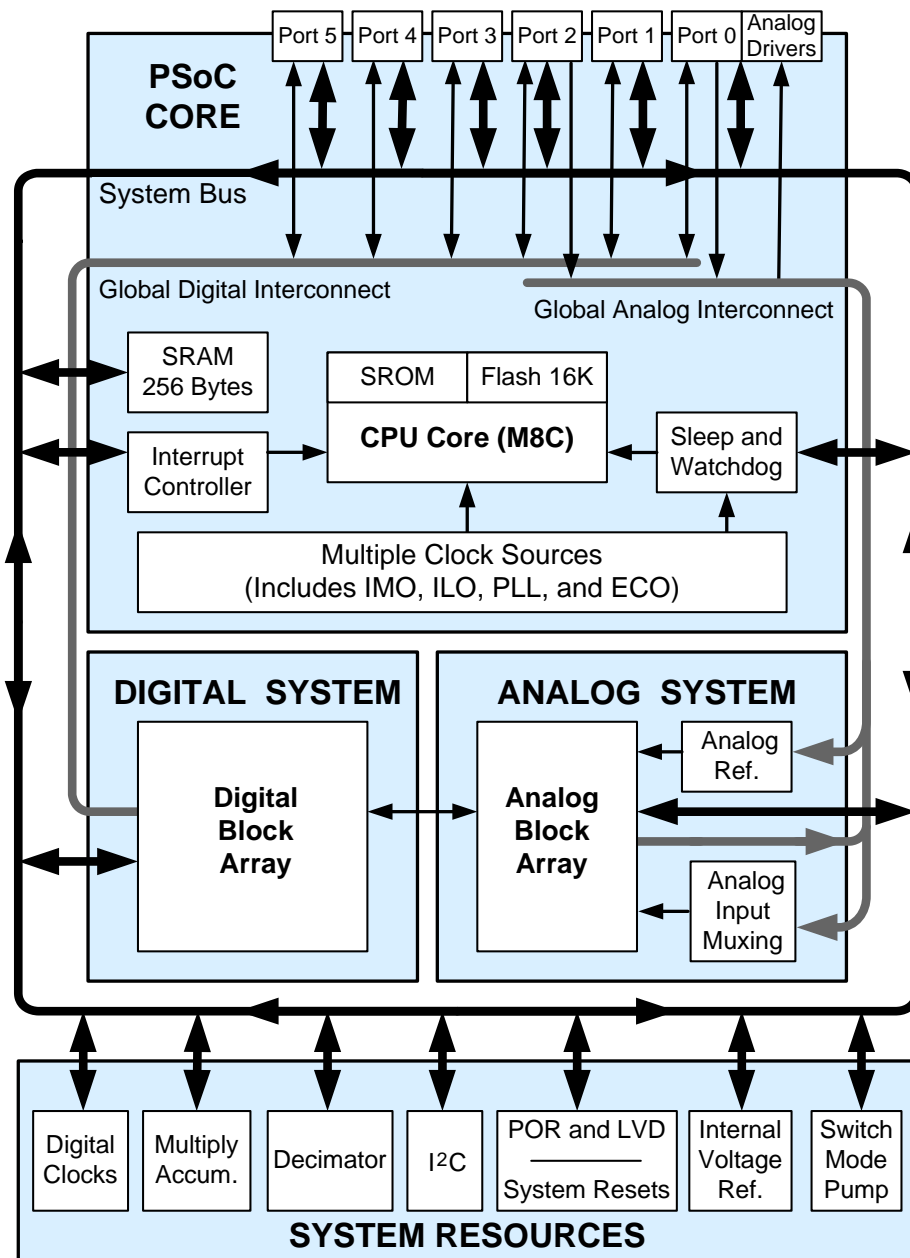 Port 5
Port 4
Port 3
Port 2
Port 1
Port 0
Analog
Drivers
PSoC
CORE
System Bus
Global Digital Interconnect
Global Analog Interconnect
SRAM
256 Bytes
SROM
Flash 16K
CPU Core (M8C)
Interrupt
Controller
Sleep and
Watchdog
Multiple Clock Sources
(Includes IMO, ILO, PLL, and ECO)
DIGITAL SYSTEM
ANALOG SYSTEM
Digital
Block
Array
Analog
Block
Array
Analog
Ref.
Analog
Input
Muxing
Digital
Clocks
Multiply
Accum.
Decimator
I²C
POR and LVD
System Resets
Internal
Voltage
Ref.
Switch
Mode
Pump
SYSTEM RESOURCES